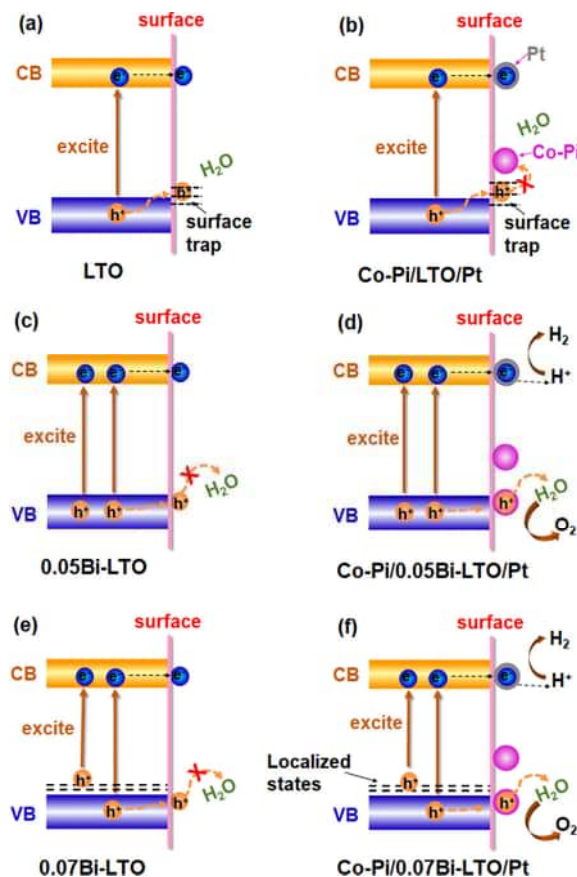 (a)
surface
CB
e⁻
e⁻
excite
H₂O
h⁺
VB
h⁺
surface
trap
LTO
(b)
surface
Pt
CB
e⁻
e⁻
H₂O
excite
Co-Pi
h⁺
VB
h⁺
surface
trap
Co-Pi/LTO/Pt
(c)
surface
CB
e⁻
e⁻
e⁻
excite
H₂O
VB
h⁺
h⁺
h⁺
0.05Bi-LTO
(d)
surface
H₂
CB
e⁻
e⁻
e⁻
H⁺
excite
H₂O
VB
h⁺
h⁺
h⁺
O₂
Co-Pi/0.05Bi-LTO/Pt
(e)
surface
CB
e⁻
e⁻
e⁻
excite
h⁺
H₂O
VB
h⁺
h⁺
0.07Bi-LTO
(f)
surface
H₂
CB
e⁻
e⁻
e⁻
H⁺
excite
Localized
states
h⁺
H₂O
VB
h⁺
h⁺
O₂
Co-Pi/0.07Bi-LTO/Pt